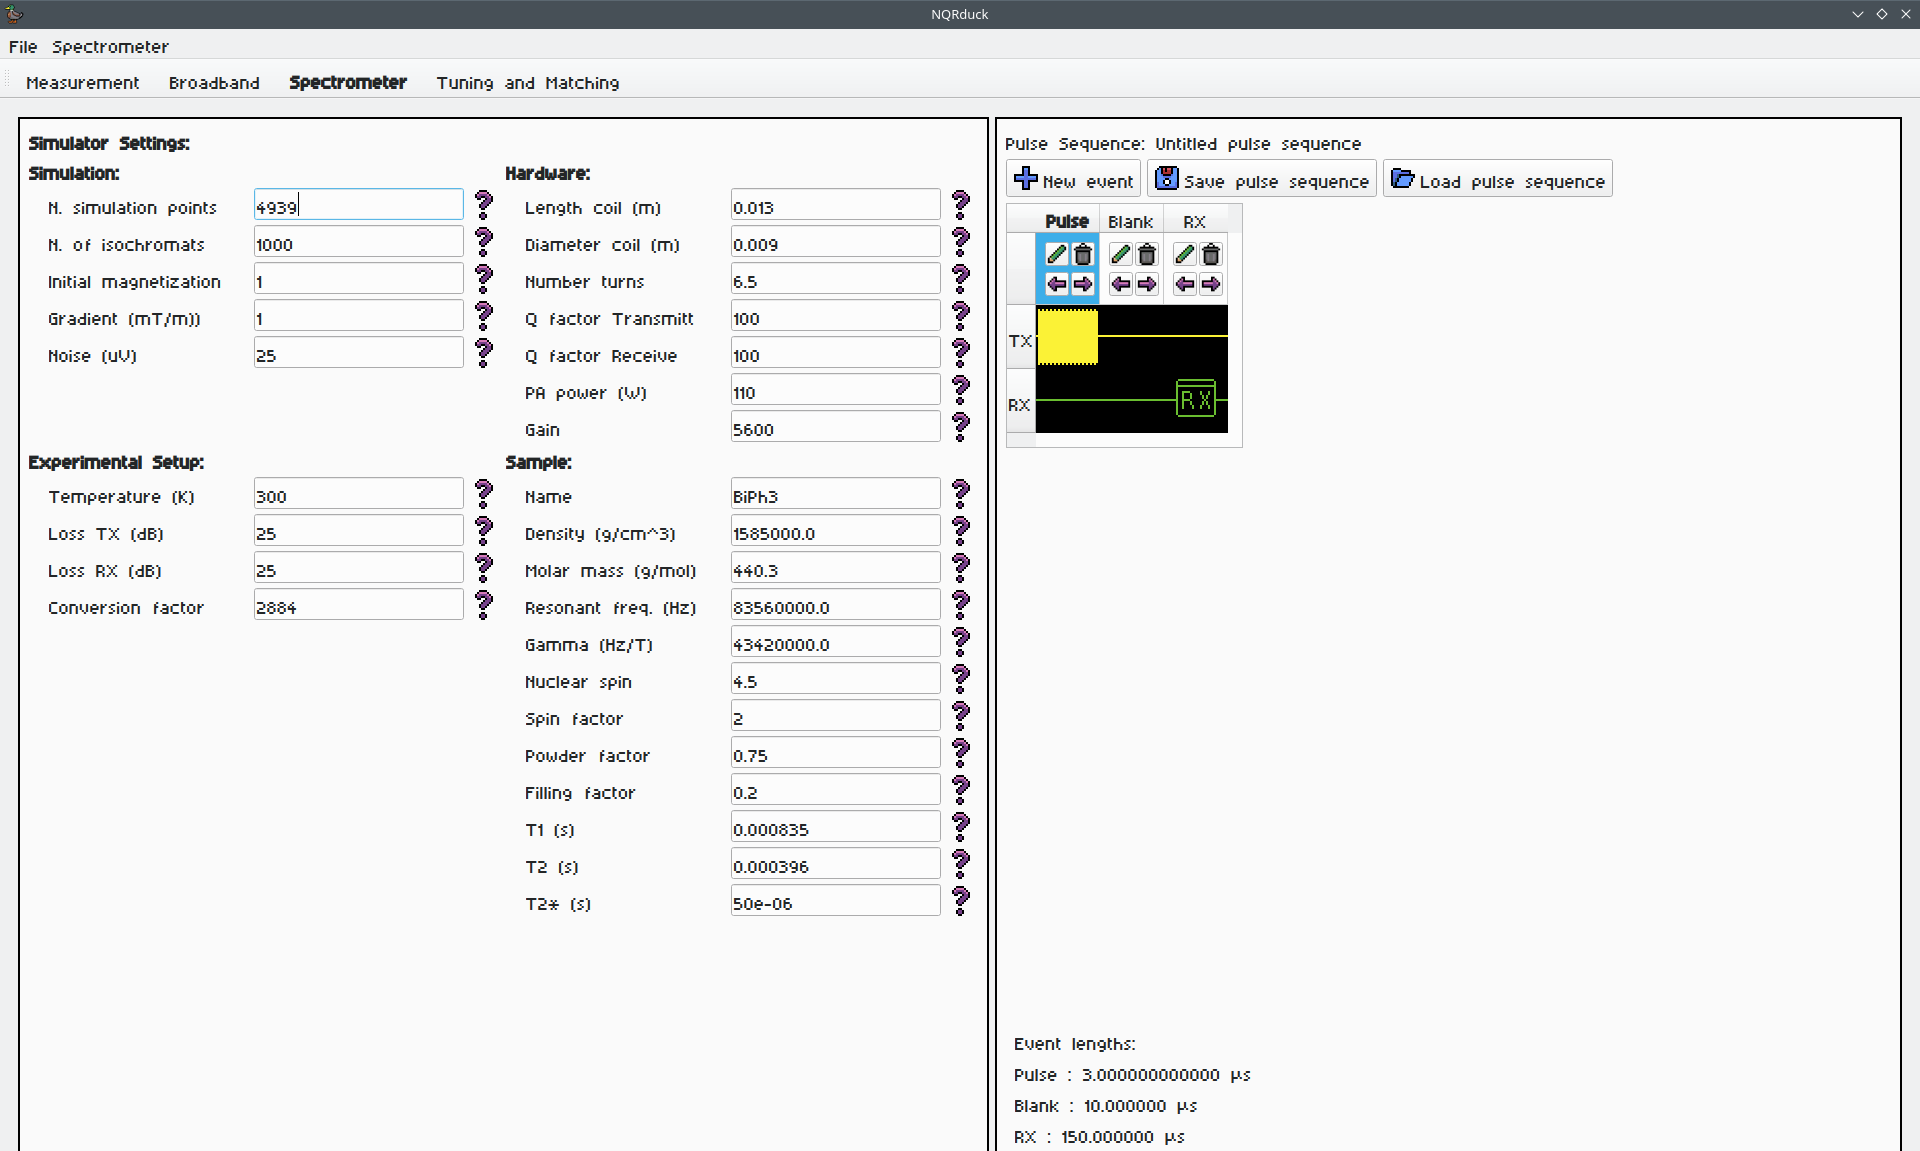 NQRduck
File Spectrometer
Measurement Broadband Spectrometer Tuning and Matching
Simulator Settings:
Simulation:
N. simulation points 4939
N. of isochromats 1000
Initial magnetization 1
Gradient (mT/m)) 1
Noise (uV) 25
Hardware:
Length coil (m) 0.013
Diameter coil (m) 0.009
Number turns 6.5
Q factor Transmitt 100
Q factor Receive 100
PA power (W) 110
Gain 5600
Experimental Setup:
Temperature (K) 300
Loss TX (dB) 25
Loss RX (dB) 25
Conversion factor 2884
Sample:
Name BiPh3
Density (g/cm^3) 1585000.0
Molar mass (g/mol) 440.3
Resonant freq. (Hz) 83560000.0
Gamma (Hz/T) 43420000.0
Nuclear spin 4.5
Spin factor 2
Powder factor 0.75
Filling factor 0.2
T1 (s) 0.000835
T2 (s) 0.000396
T2* (s) 50e-06
Pulse Sequence: Untitled pulse sequence
New event Save pulse sequence Load pulse sequence
Pulse Blank RX
TX
RX RX
Event lengths:
Pulse : 3.000000000000 µs
Blank : 10.000000 µs
RX : 150.000000 µs